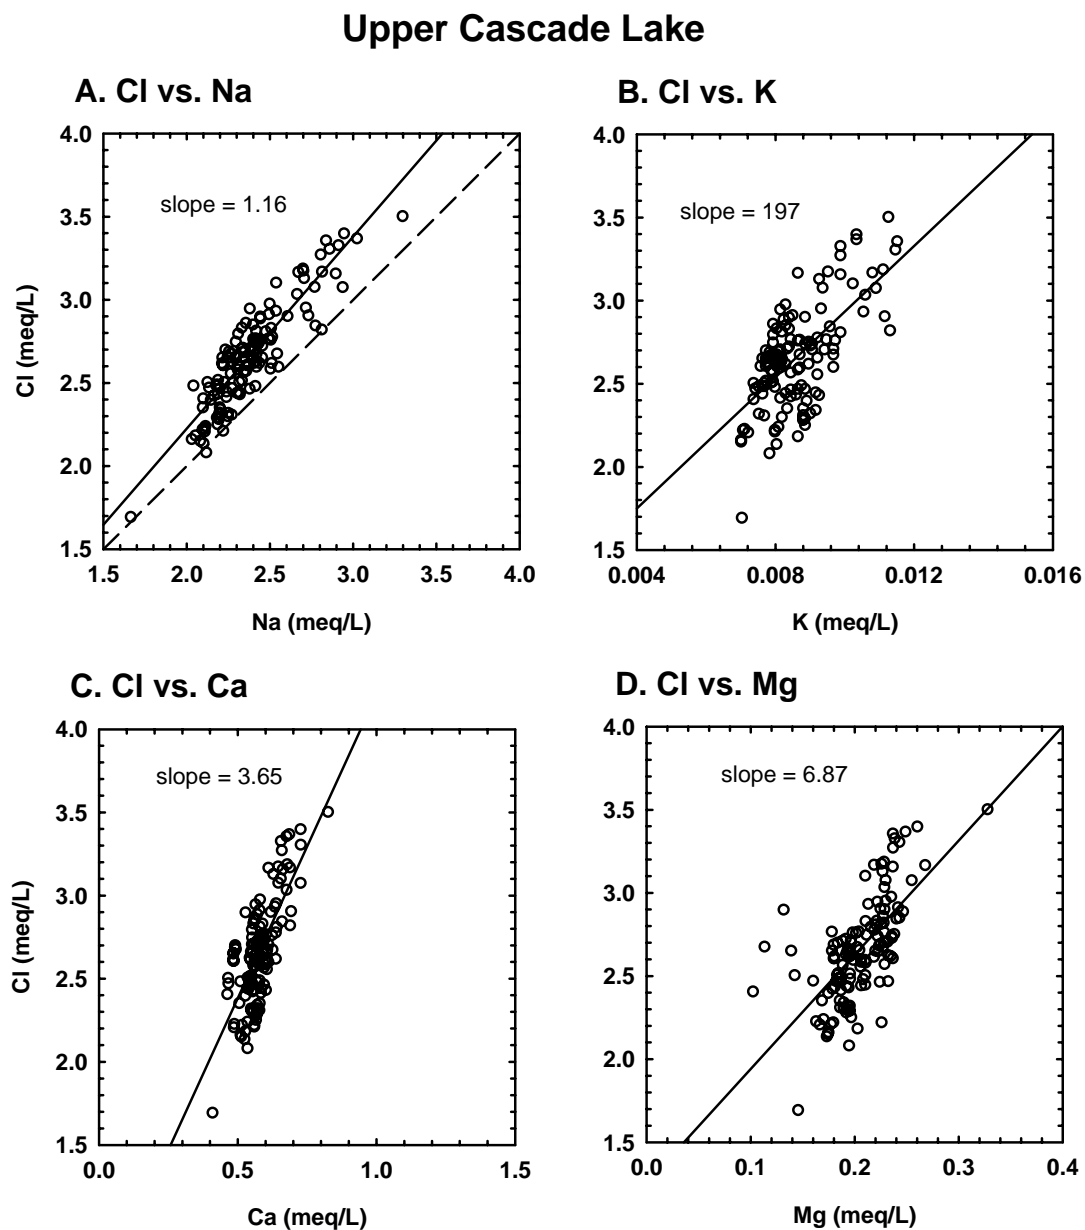 Upper Cascade Lake
A. Cl vs. Na
B. Cl vs. K
4.0
3.5
3.0
2.5
2.0
1.5
slope = 1.16
Cl (meq/L)
1.5 2.0 2.5 3.0 3.5 4.0
Na (meq/L)
4.0
3.5
3.0
2.5
2.0
1.5
slope = 197
0.004 0.008 0.012 0.016
K (meq/L)
C. Cl vs. Ca
D. Cl vs. Mg
4.0
3.5
3.0
2.5
2.0
1.5
slope = 3.65
Cl (meq/L)
0.0 0.5 1.0 1.5
Ca (meq/L)
4.0
3.5
3.0
2.5
2.0
1.5
slope = 6.87
0.0 0.1 0.2 0.3 0.4
Mg (meq/L)